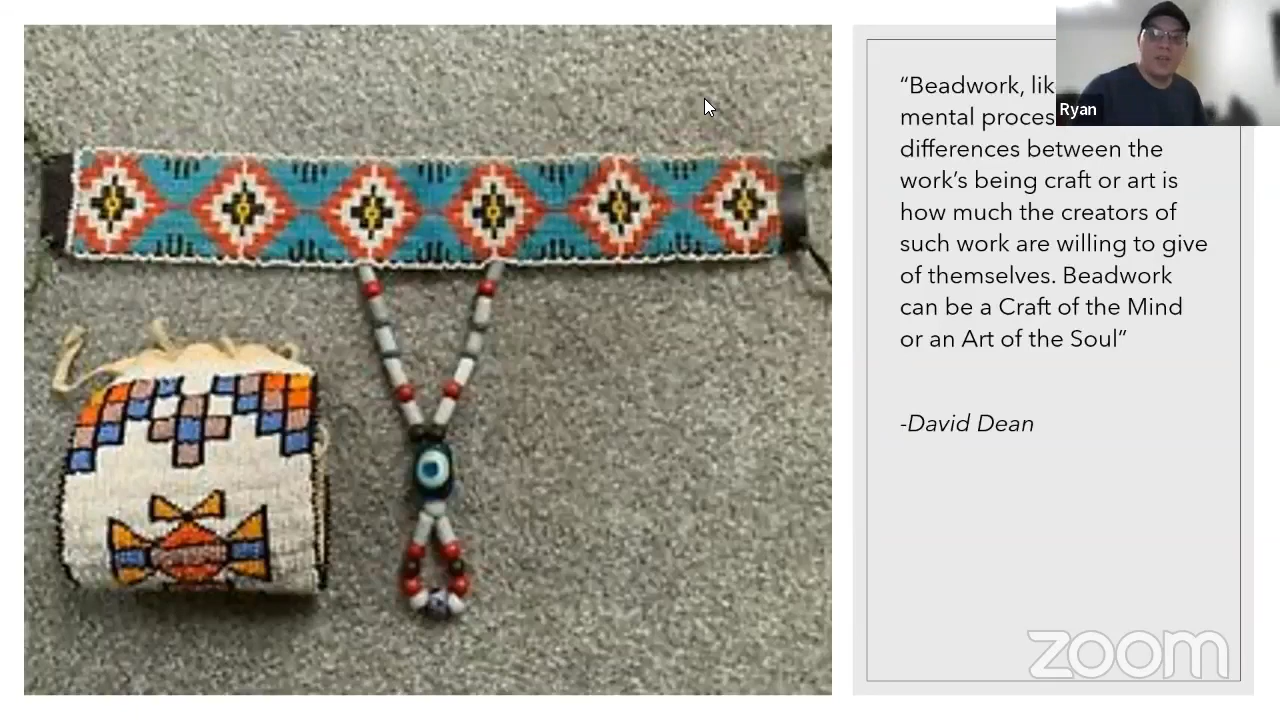 “Beadwork, lik
mental proces
differences between the
work’s being craft or art is
how much the creators of
such work are willing to give
of themselves. Beadwork
can be a Craft of the Mind
or an Art of the Soul”
-David Dean
Ryan
zoom